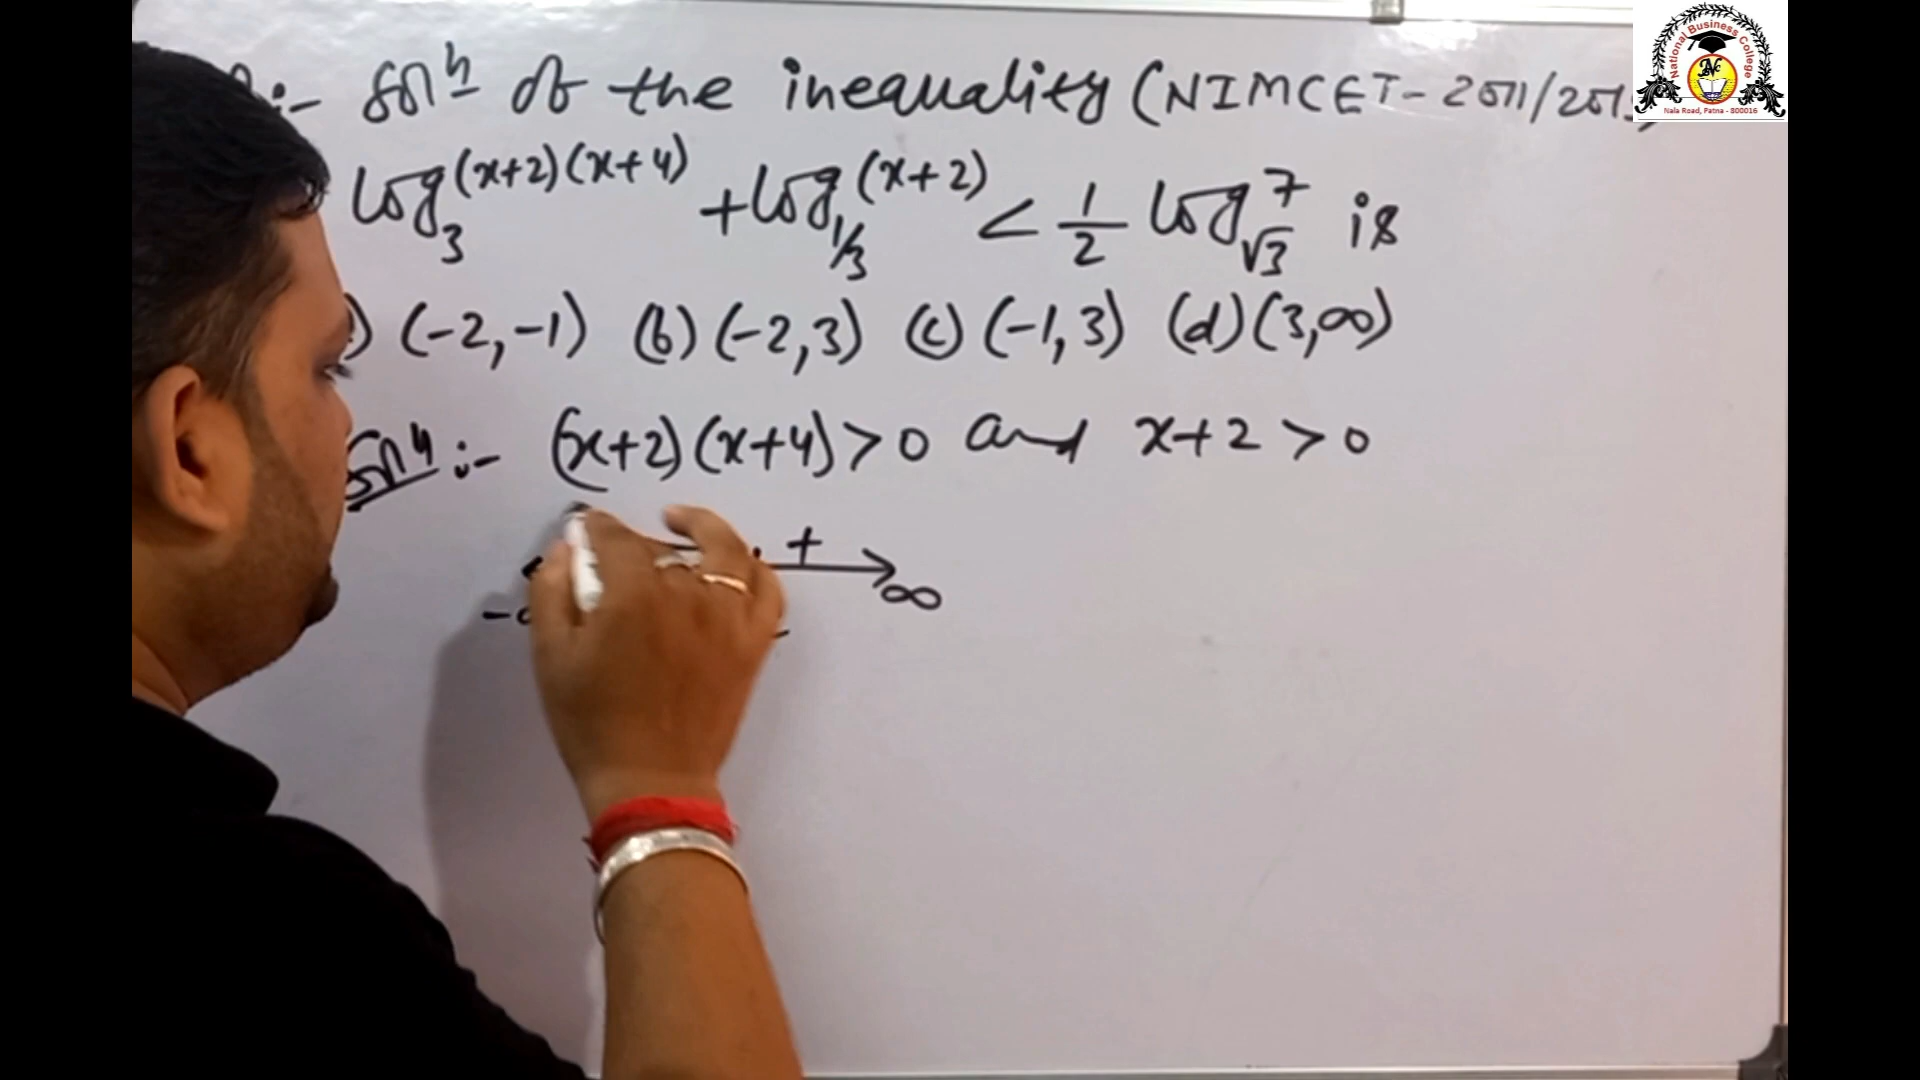 :- Solⁿ of the inequality (NIMCET - 2011/201
log₃(x+2)(x+4) + log₁/₃(x+2) < 1/2 log√3 7 is
) (-2,-1) (b) (-2,3) (c) (-1,3) (d) (3,∞)
Solⁿ :- (x+2)(x+4) > 0 and x+2 > 0
+
∞
National Business College
NBC
Nala Road, Patna - 800016